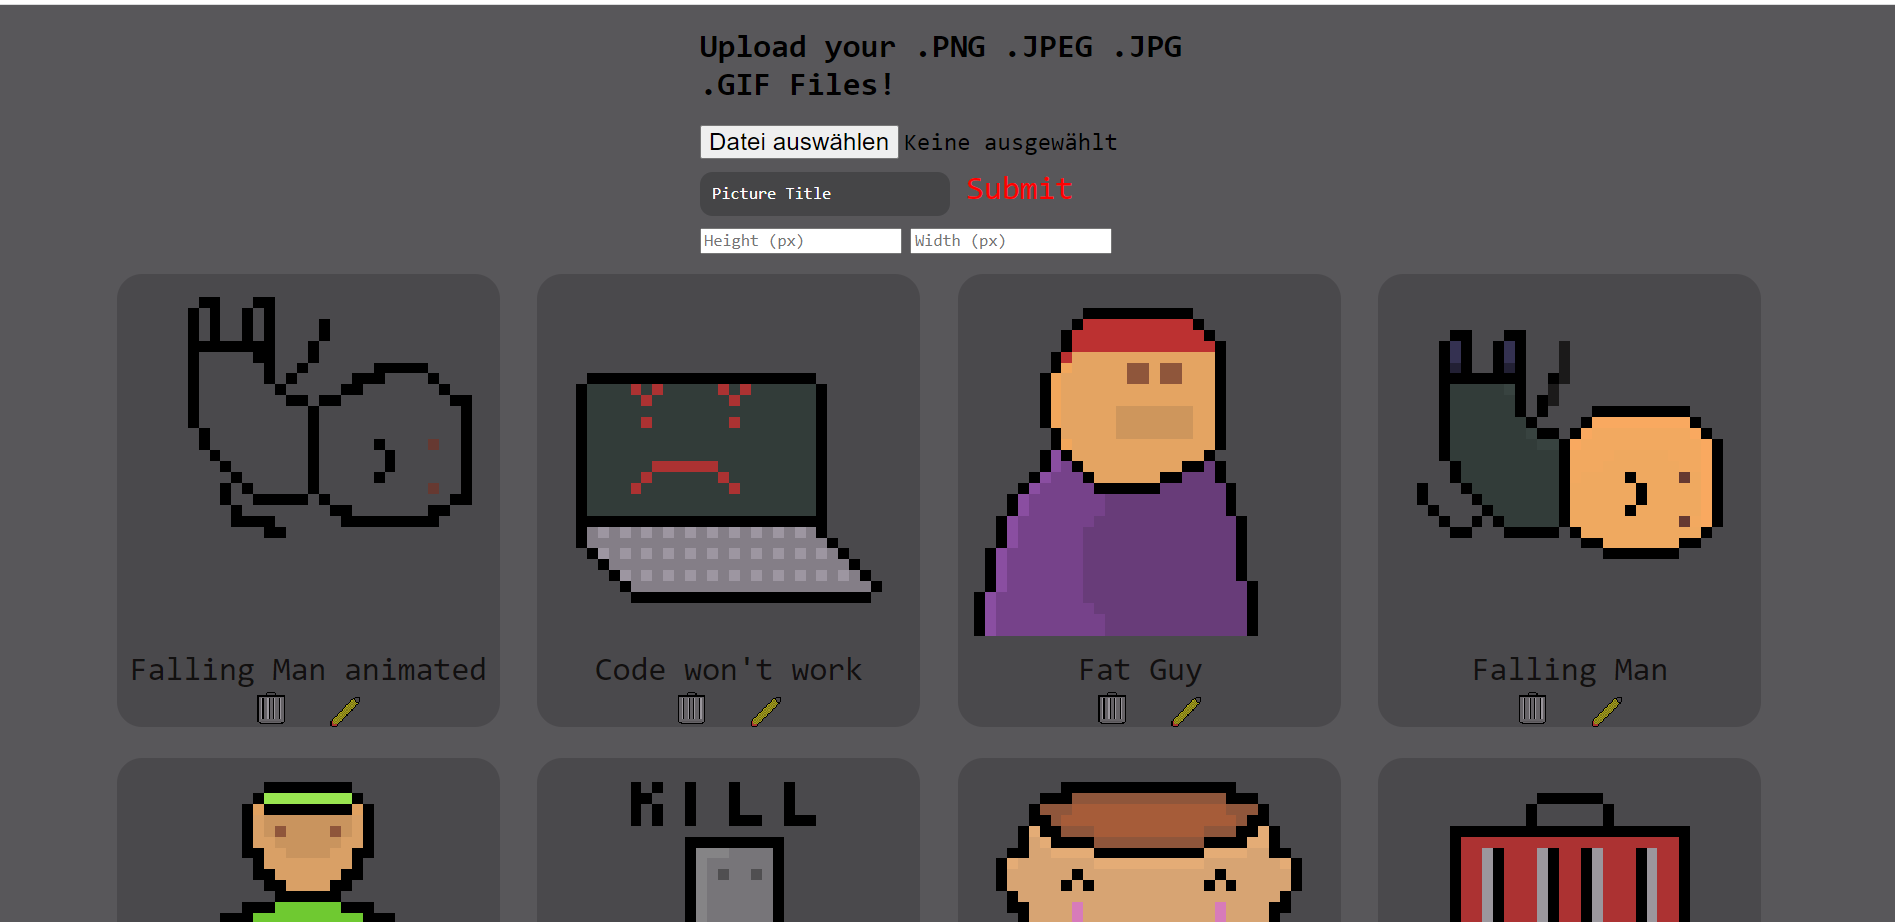 Upload your .PNG .JPEG .JPG
.GIF Files!
Datei auswählen Keine ausgewählt
Picture Title Submit
Height (px) Width (px)
Falling Man animated
Code won't work
Fat Guy
Falling Man
KILL